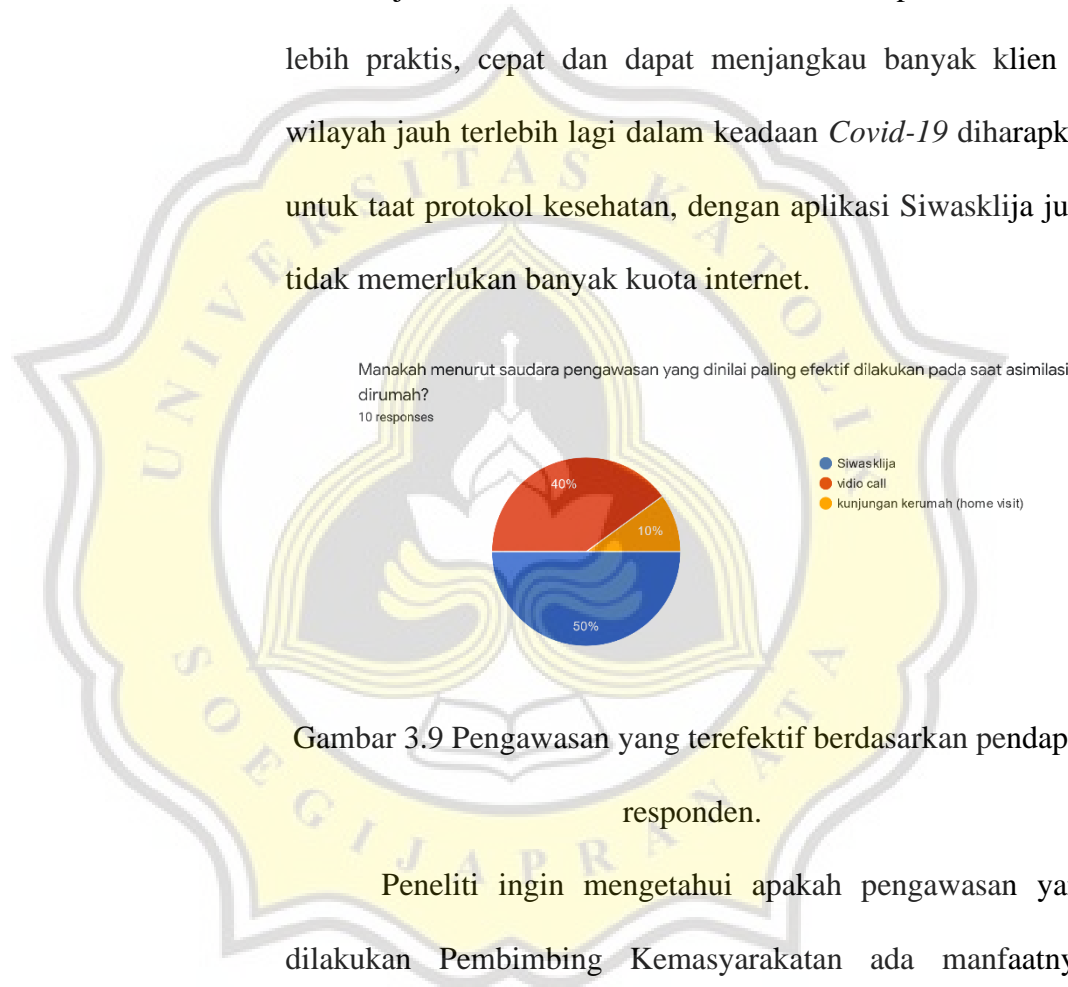 lebih praktis, cepat dan dapat menjangkau banyak klien
wilayah jauh terlebih lagi dalam keadaan Covid-19 diharapk
untuk taat protokol kesehatan, dengan aplikasi Siwasklija ju
tidak memerlukan banyak kuota internet.
Manakah menurut saudara pengawasan yang dinilai paling efektif dilakukan pada saat asimilasi
dirumah?
10 responses
Siwasklija
vidio call
kunjungan kerumah (home visit)
40%
10%
50%
Gambar 3.9 Pengawasan yang terefektif berdasarkan pendap
responden.
Peneliti ingin mengetahui apakah pengawasan ya
dilakukan Pembimbing Kemasyarakatan ada manfaatny
UNIVERSITAS KATOLIK
SOEGIJAPRANATA